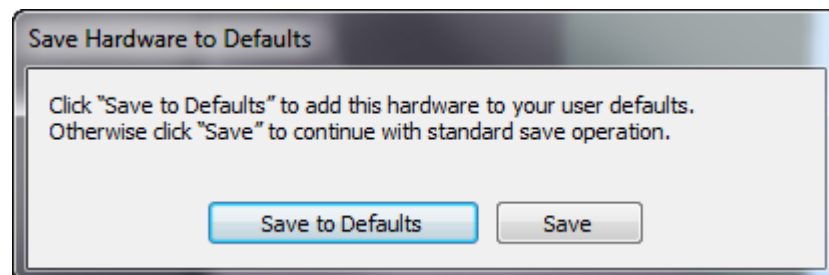 Save Hardware to Defaults
Click “Save to Defaults” to add this hardware to your user defaults.
Otherwise click “Save” to continue with standard save operation.
Save to Defaults
Save